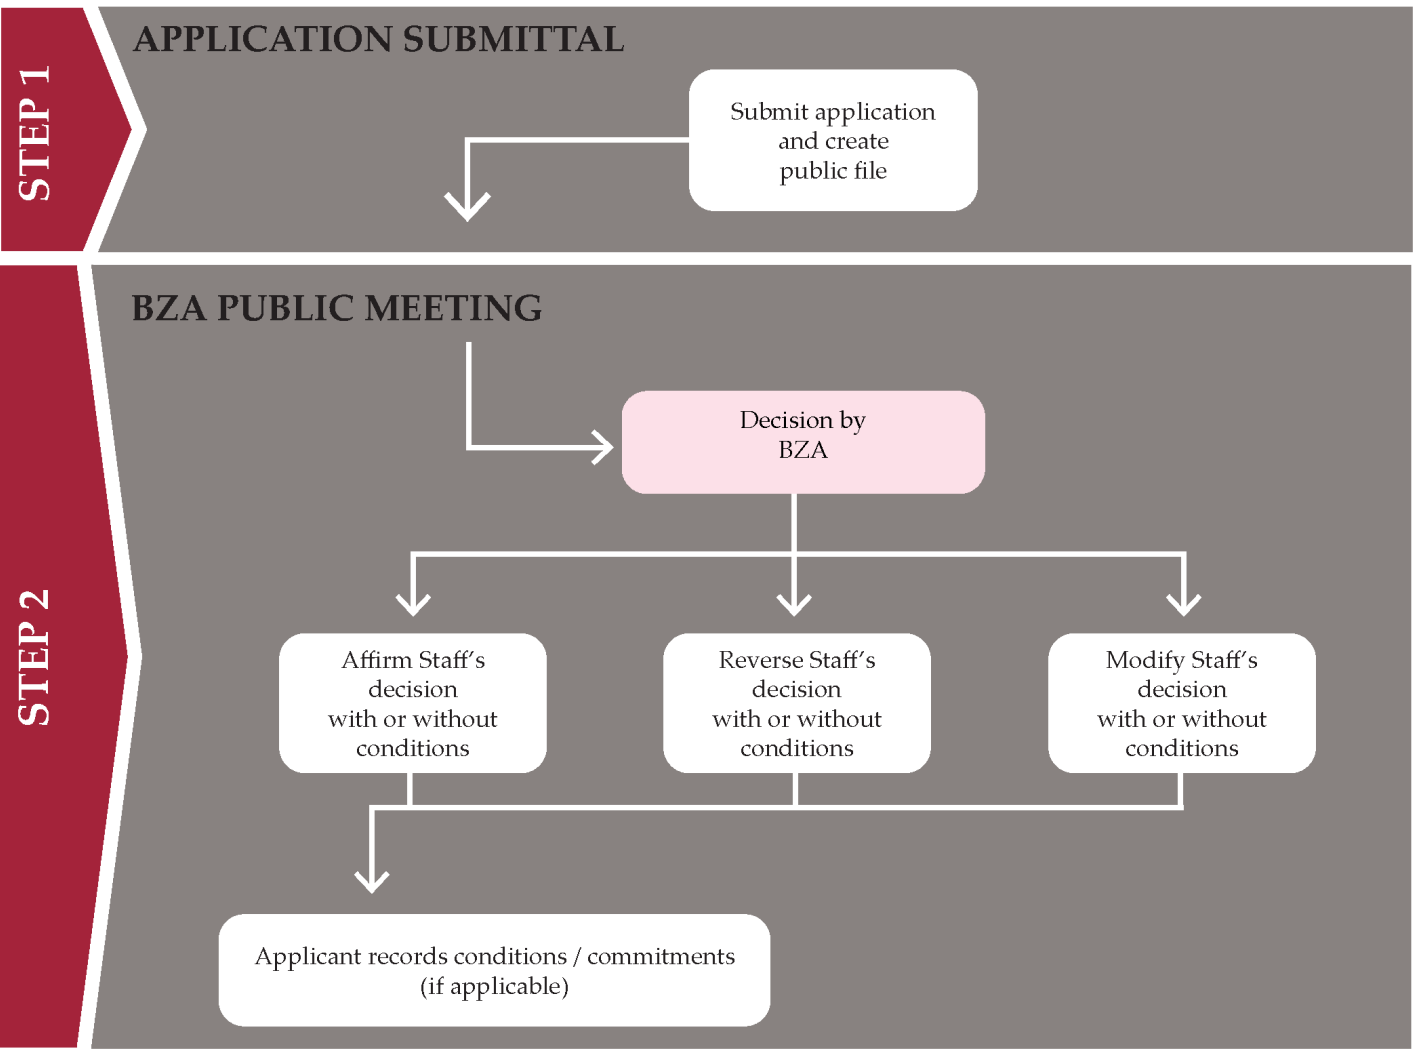 STEP 1
APPLICATION SUBMITTAL
Submit application
and create
public file
STEP 2
BZA PUBLIC MEETING
Decision by
BZA
Affirm Staff’s
decision
with or without
conditions
Reverse Staff’s
decision
with or without
conditions
Modify Staff’s
decision
with or without
conditions
Applicant records conditions / commitments
(if applicable)